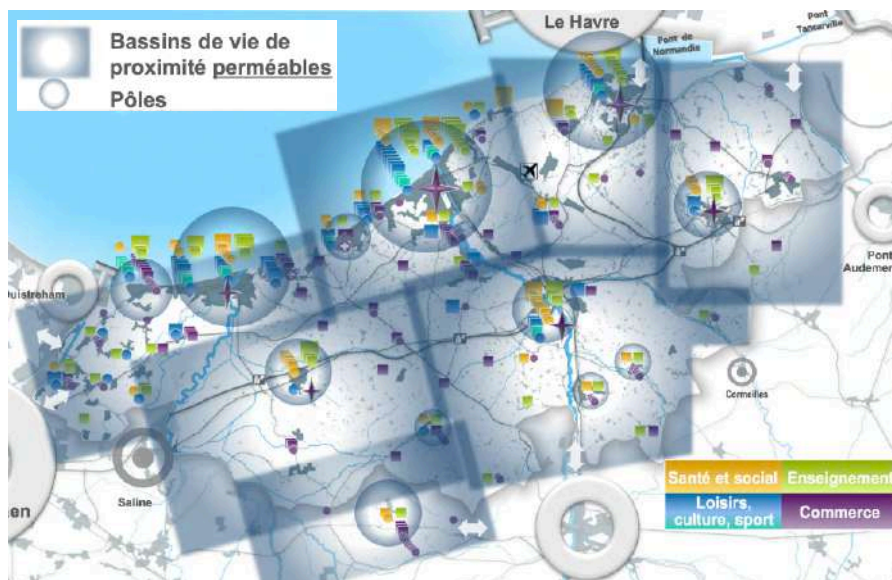 Bassins de vie de
proximité perméables
Pôles
Le Havre
Pont de
Normandie
Pont
Tancarville
Ouistreham
Pont
Audemer
Cormeilles
Saline
en
Santé et social
Enseignement
Loisirs,
culture, sport
Commerce